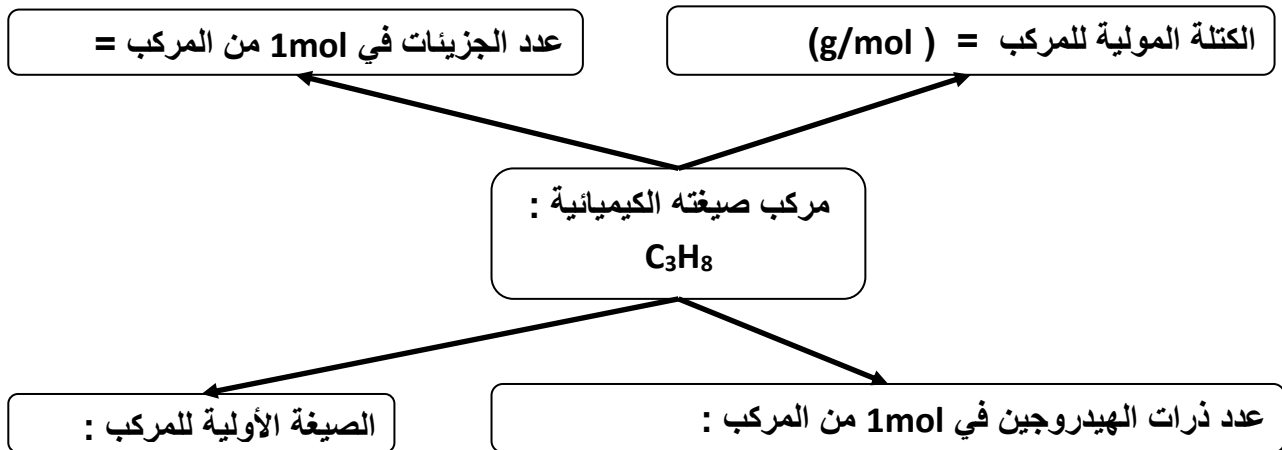 الكتلة المولية للمركب = ( g/mol)
عدد الجزيئات في 1mol من المركب =
مركب صيغته الكيميائية :
C₃H₈
عدد ذرات الهيدروجين في 1mol من المركب :
الصيغة الأولية للمركب :